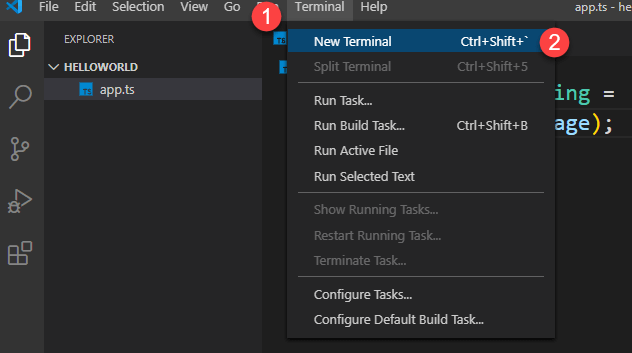 File Edit Selection View Go Terminal Help app.ts - he
1
EXPLORER
HELLOWORLD
TS app.ts
TS
New Terminal Ctrl+Shift+` 2
Split Terminal Ctrl+Shift+5
Run Task...
ing =
Run Build Task... Ctrl+Shift+B
age);
Run Active File
Run Selected Text
Show Running Tasks...
Restart Running Task...
Terminate Task...
Configure Tasks...
Configure Default Build Task...